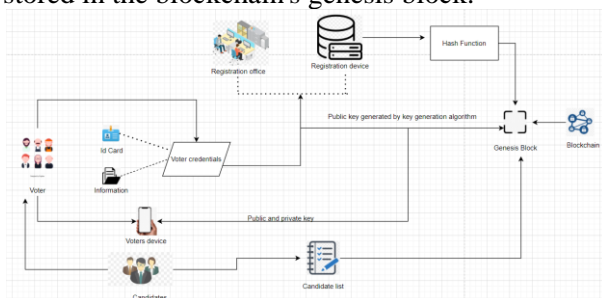 stored in the blockchain's genesis block.
Registration office
Registration device
Hash Function
Public key generated by key generation algorithm
Id Card
Voter credentials
Genesis Block
Blockchain
Information
Voter
Public and private key
Voters device
Candidate list
Candidates